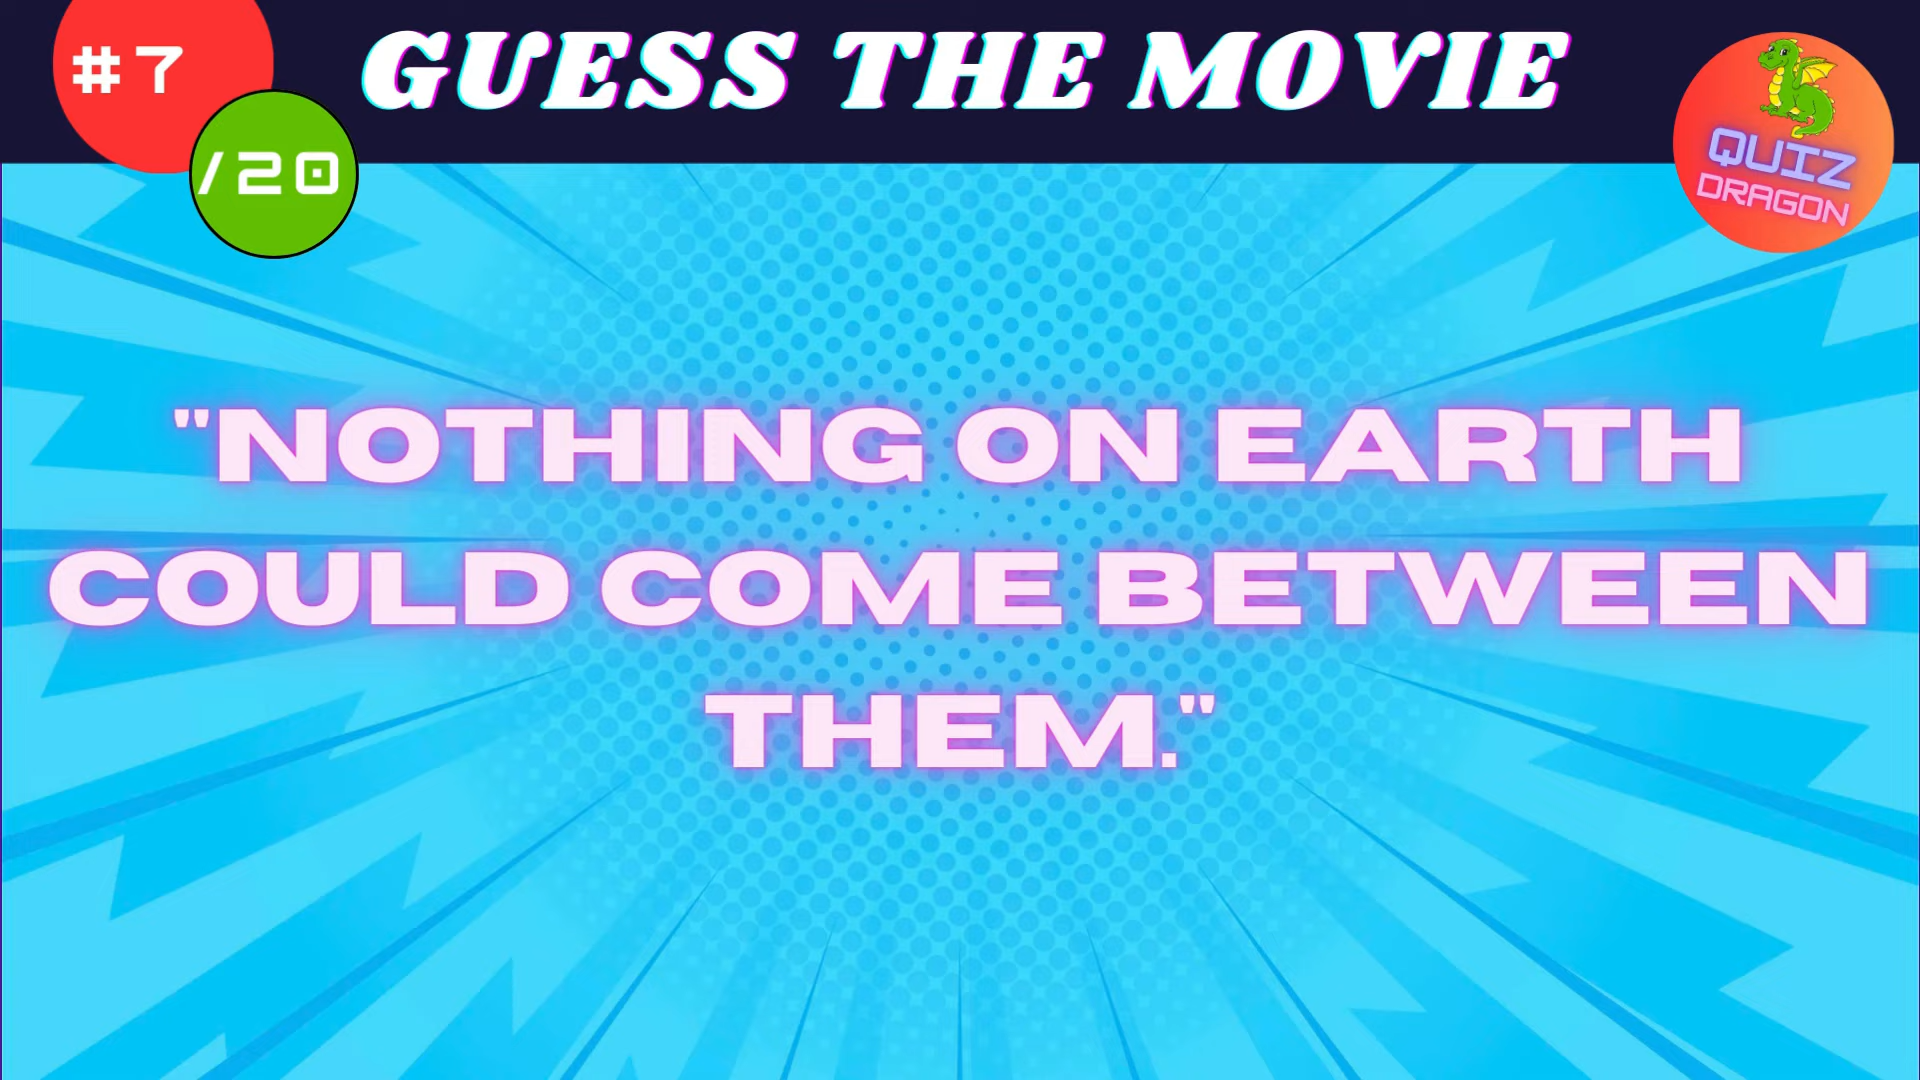 #7
/20
GUESS THE MOVIE
QUIZ
DRAGON
"NOTHING ON EARTH
COULD COME BETWEEN
THEM."